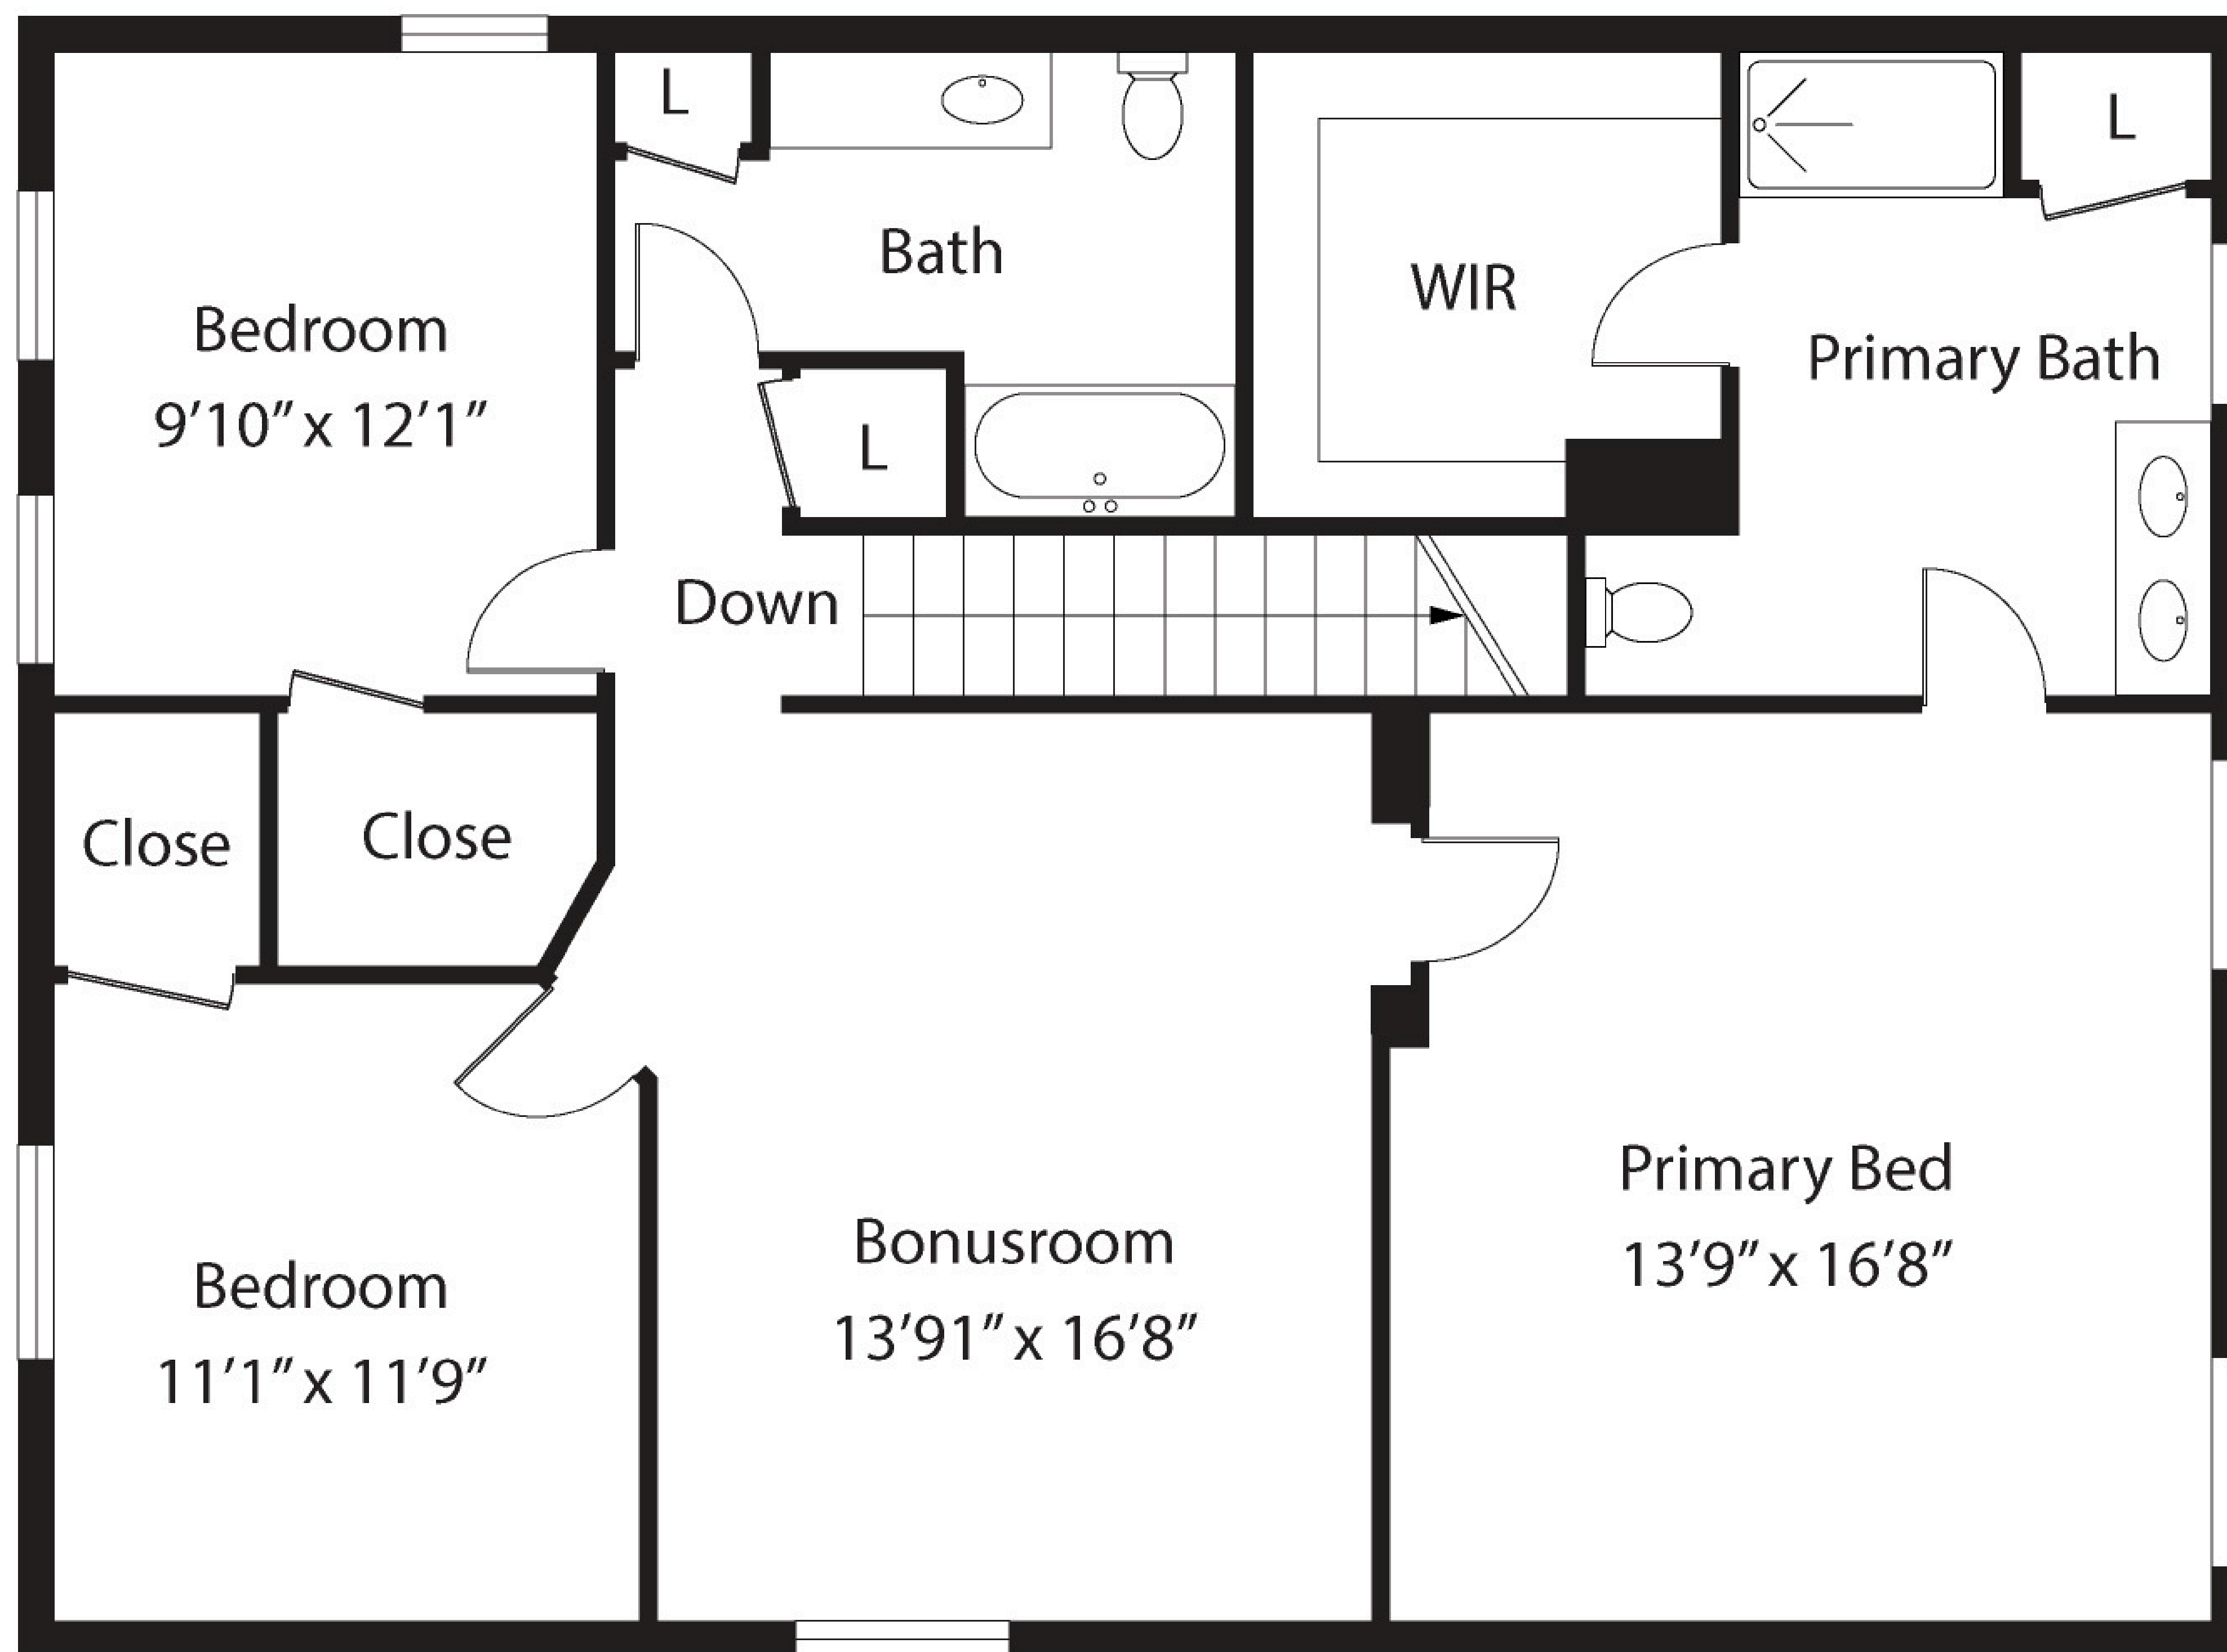 L
L
Bath
WIR
Bedroom
9’10” x 12’1”
Primary Bath
L
Down
Close
Close
Primary Bed
13’9” x 16’8”
Bonusroom
13’91” x 16’8”
Bedroom
11’1” x 11’9”